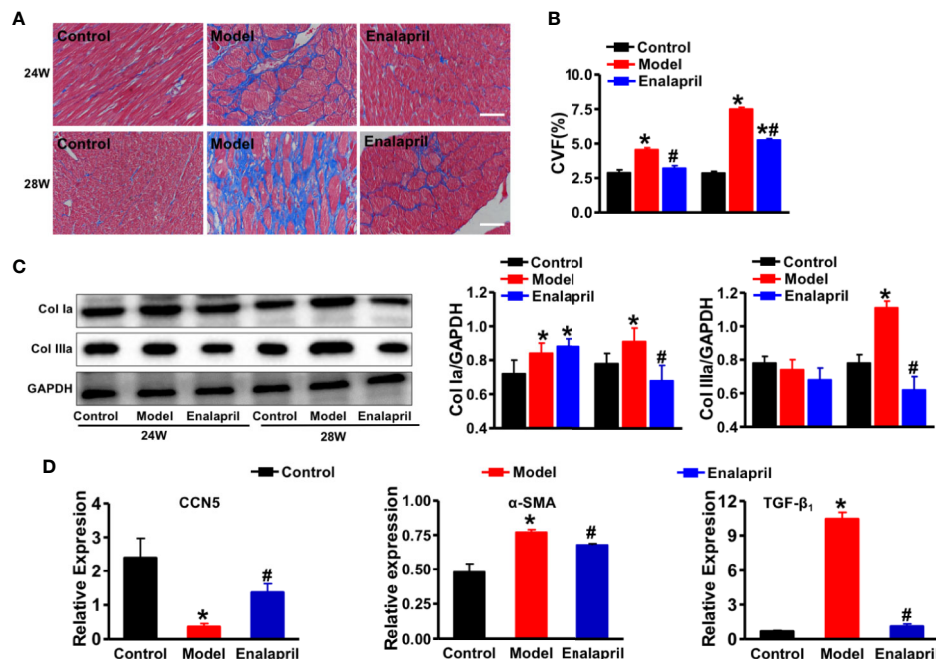 A
Control
Model
Enalapril
24W
Control
Model
Enalapril
28W
B
Control
Model
Enalapril
CVF(%)
10.0
7.5
5.0
2.5
0.0
*
#
*
*#
C
Col Ia
Col IIIa
GAPDH
Control Model Enalapril Control Model Enalapril
24W 28W
Control
Model
Enalapril
Col Ia/GAPDH
1.2
1.0
0.8
0.6
0.4
* * * #
Control
Model
Enalapril
Col IIIa/GAPDH
1.2
1.0
0.8
0.6
0.4
* #
D
Control Model Enalapril
CCN5
Relative Expresion
4
3
2
1
0
* #
Control Model Enalapril
α-SMA
Relative expression
1.00
0.75
0.50
0.25
0.00
* #
Control Model Enalapril
TGF-β₁
Relative Expresion
12
9
6
3
0
* #
Control Model Enalapril